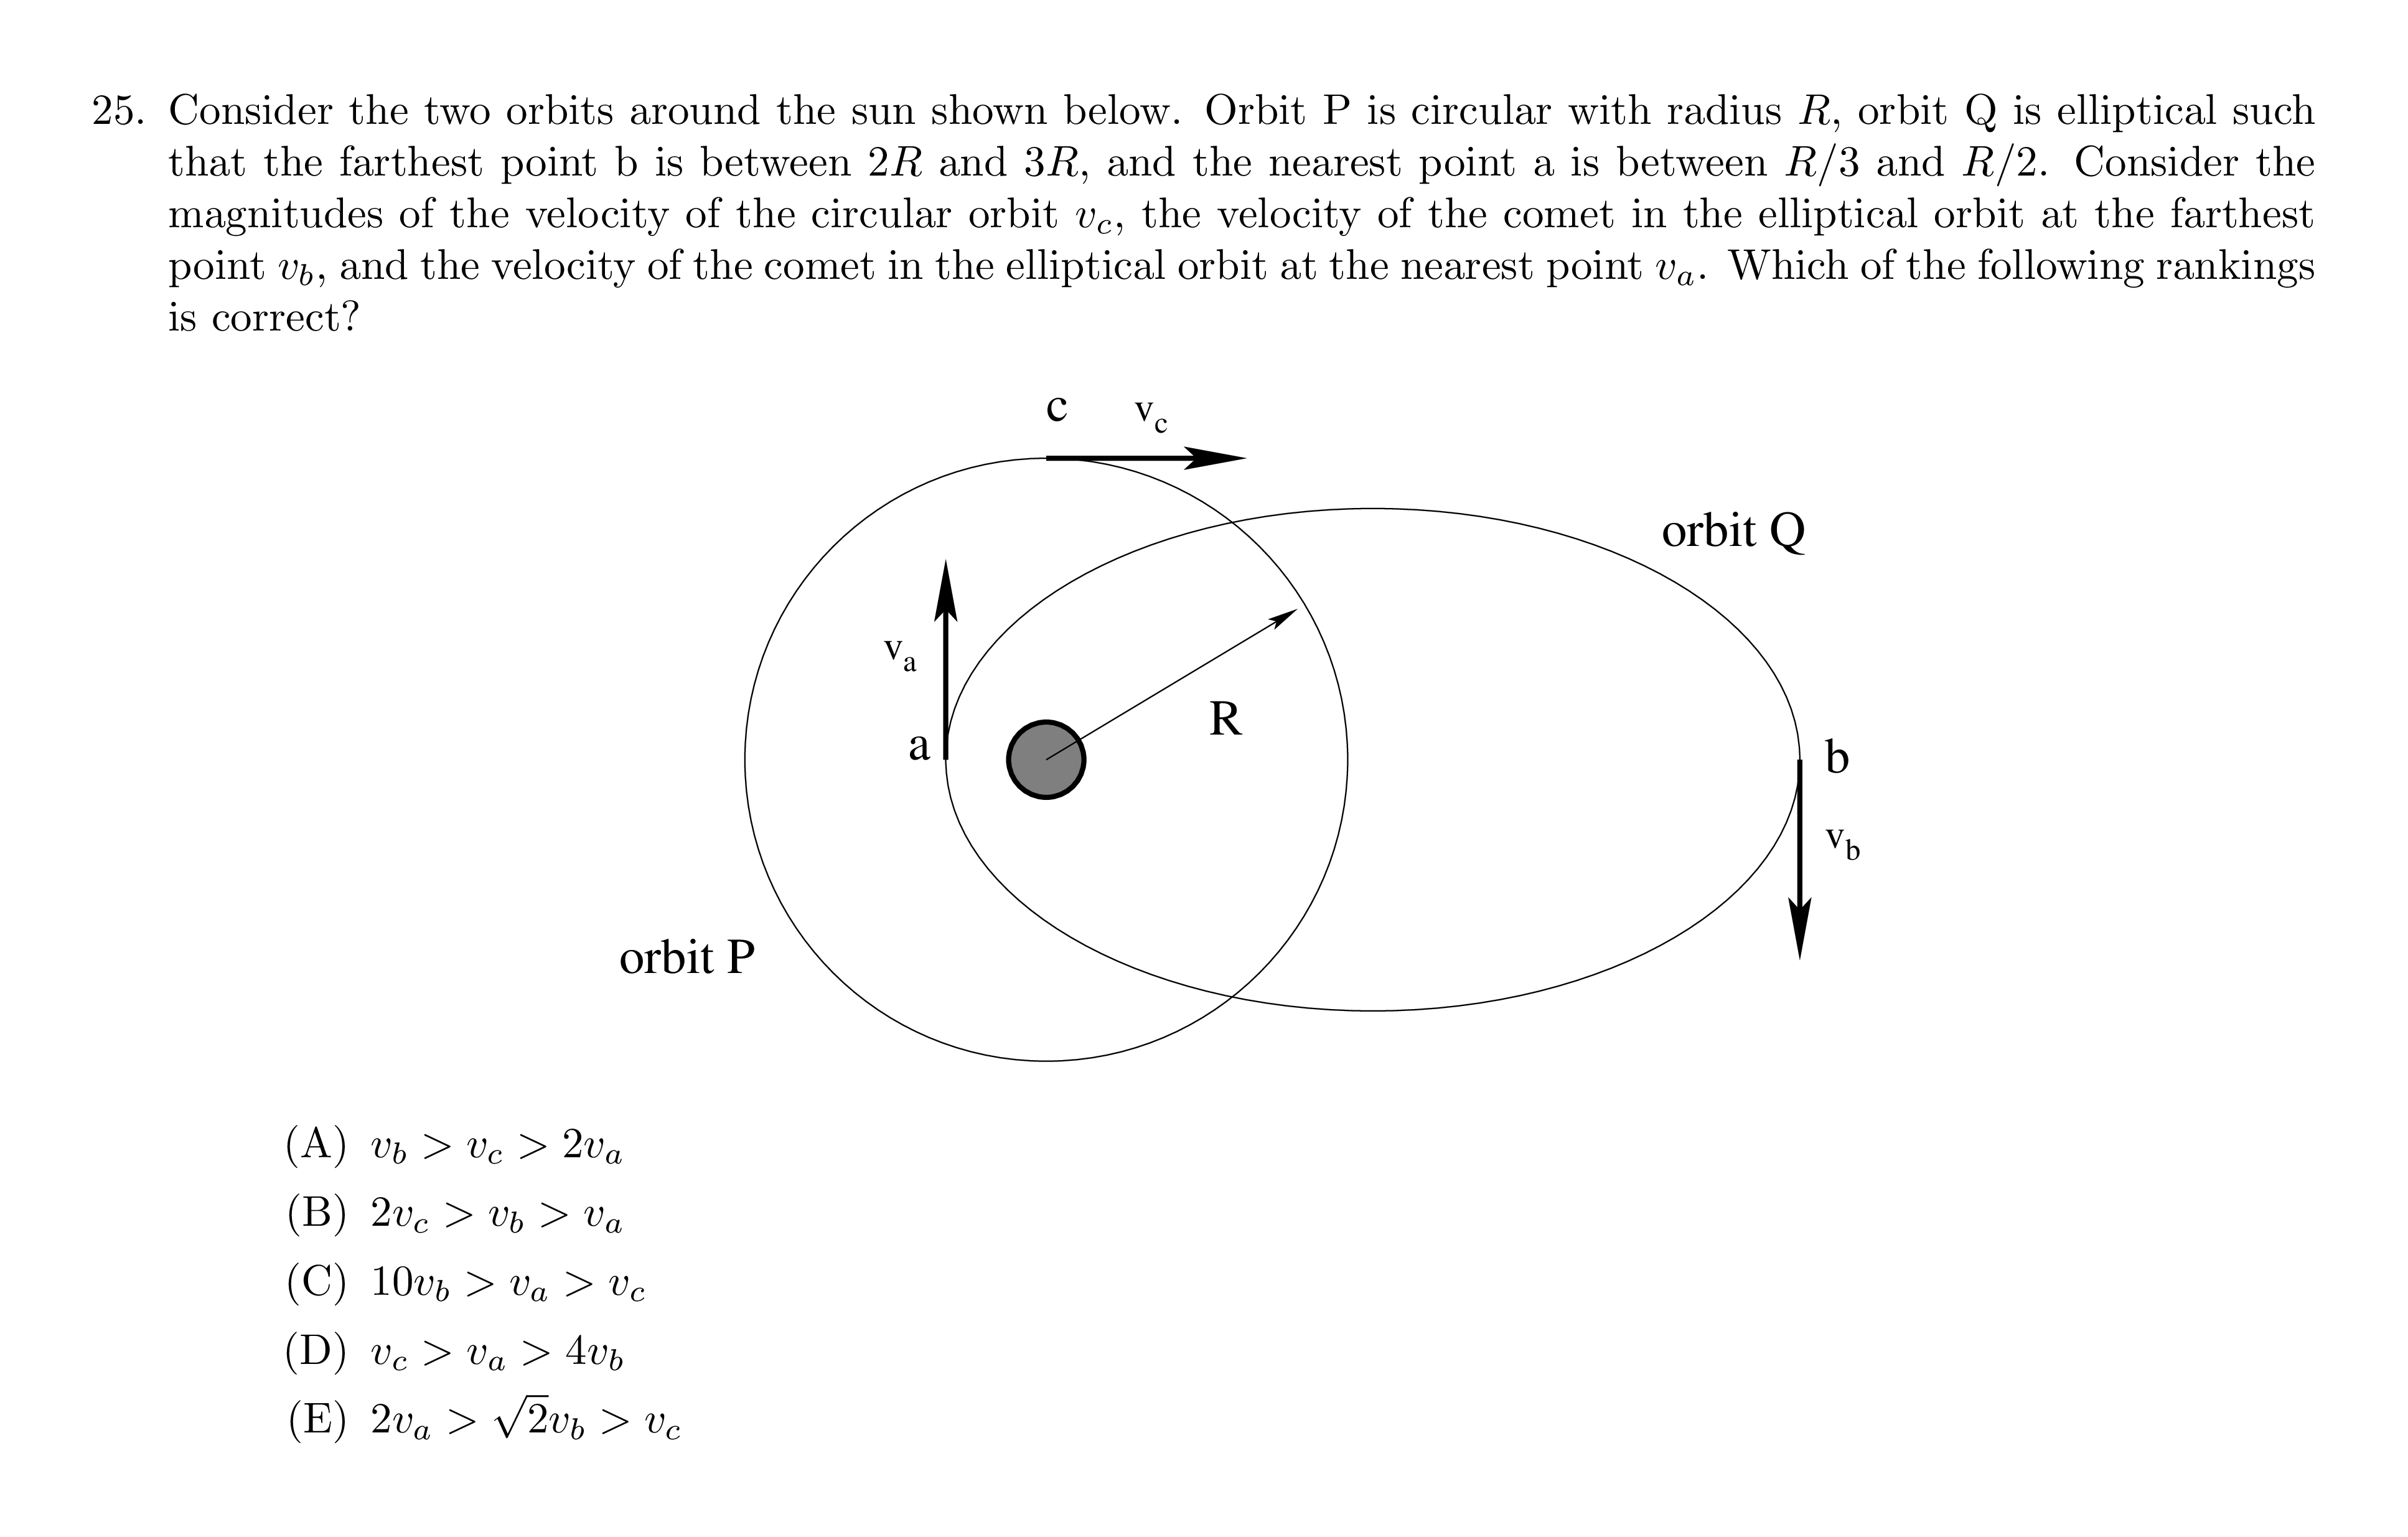 25. Consider the two orbits around the sun shown below. Orbit P is circular with radius R, orbit Q is elliptical such
that the farthest point b is between 2R and 3R, and the nearest point a is between R/3 and R/2. Consider the
magnitudes of the velocity of the circular orbit v_c, the velocity of the comet in the elliptical orbit at the farthest
point v_b, and the velocity of the comet in the elliptical orbit at the nearest point v_a. Which of the following rankings
is correct?
c v_c
orbit Q
v_a
R
a
b
v_b
orbit P
(A) v_b > v_c > 2v_a
(B) 2v_c > v_b > v_a
(C) 10v_b > v_a > v_c
(D) v_c > v_a > 4v_b
(E) 2v_a > √2v_b > v_c